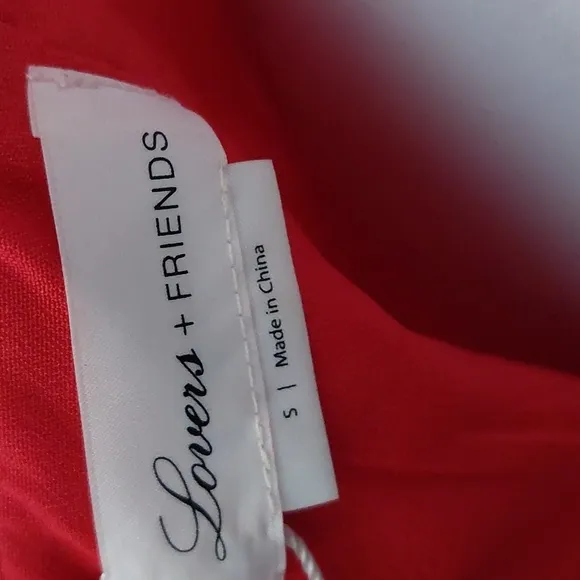 Lovers + FRIENDS
S | Made in China